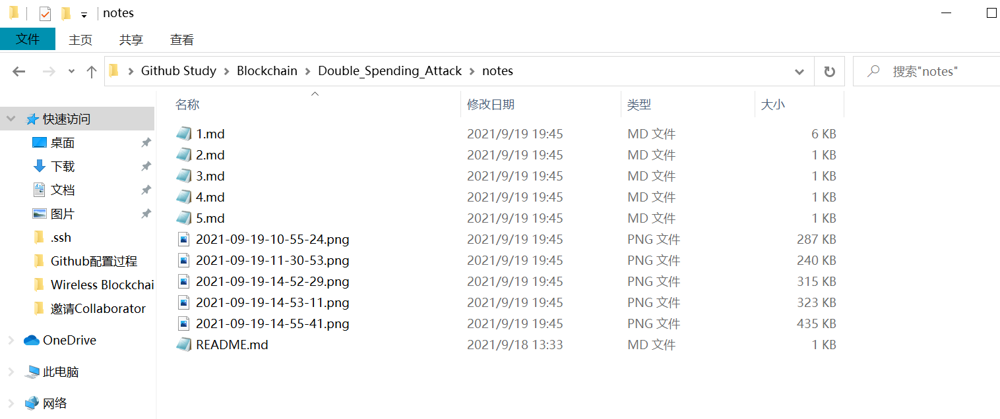 notes
文件 主页 共享 查看
Github Study Blockchain Double_Spending_Attack notes 搜索"notes"
名称 修改日期 类型 大小
快速访问
桌面
下载
文档
图片
.ssh
Github配置过程
Wireless Blockchai
邀请Collaborator
OneDrive
此电脑
网络
1.md 2021/9/19 19:45 MD 文件 6 KB
2.md 2021/9/19 19:45 MD 文件 1 KB
3.md 2021/9/19 19:45 MD 文件 1 KB
4.md 2021/9/19 19:45 MD 文件 1 KB
5.md 2021/9/19 19:45 MD 文件 1 KB
2021-09-19-10-55-24.png 2021/9/19 19:45 PNG 文件 287 KB
2021-09-19-11-30-53.png 2021/9/19 19:45 PNG 文件 240 KB
2021-09-19-14-52-29.png 2021/9/19 19:45 PNG 文件 315 KB
2021-09-19-14-53-11.png 2021/9/19 19:45 PNG 文件 323 KB
2021-09-19-14-55-41.png 2021/9/19 19:45 PNG 文件 435 KB
README.md 2021/9/18 13:33 MD 文件 1 KB